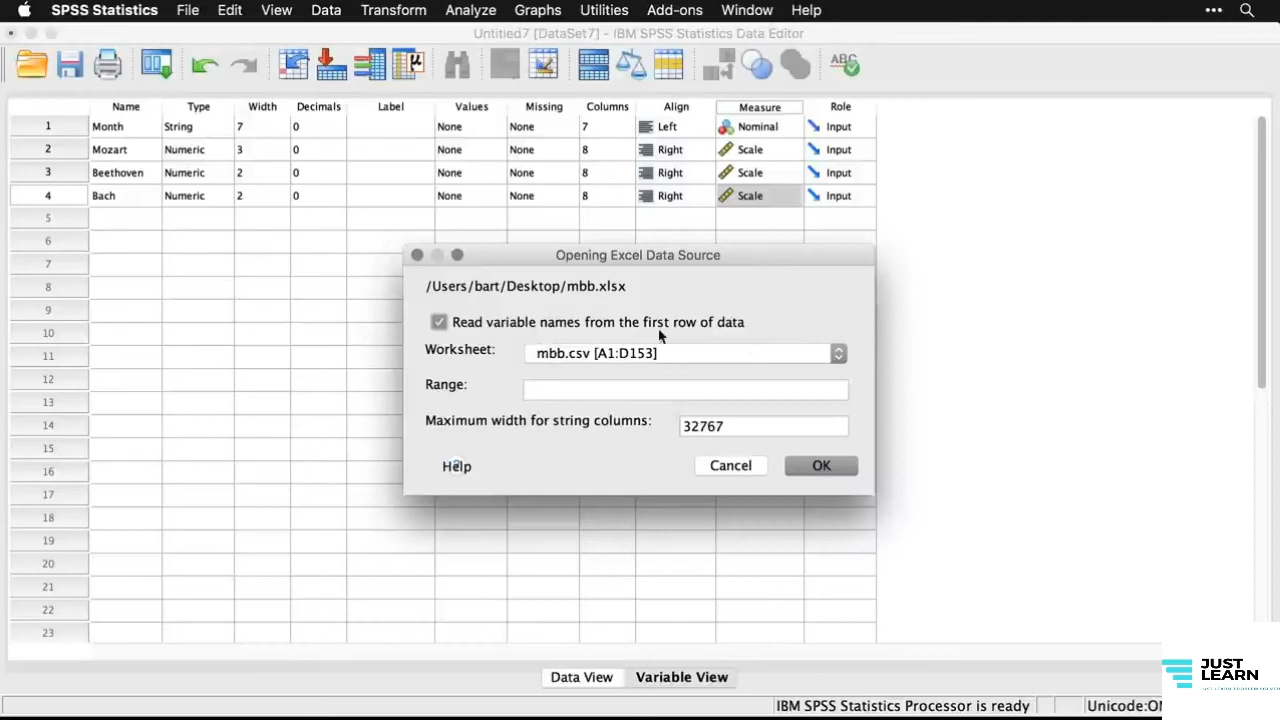 SPSS Statistics File Edit View Data Transform Analyze Graphs Utilities Add-ons Window Help
Untitled7 [DataSet7] - IBM SPSS Statistics Data Editor
Name Type Width Decimals Label Values Missing Columns Align Measure Role
1 Month String 7 0 None None 7 Left Nominal Input
2 Mozart Numeric 3 0 None None 8 Right Scale Input
3 Beethoven Numeric 2 0 None None 8 Right Scale Input
4 Bach Numeric 2 0 None None 8 Right Scale Input
5
6
7
8
9
10
11
12
13
14
15
16
17
18
19
20
21
22
23
Opening Excel Data Source
/Users/bart/Desktop/mbb.xlsx
Read variable names from the first row of data
Worksheet: mbb.csv [A1:D153]
Range:
Maximum width for string columns: 32767
Help Cancel OK
Data View Variable View
IBM SPSS Statistics Processor is ready Unicode:ON
JUST
LEARN